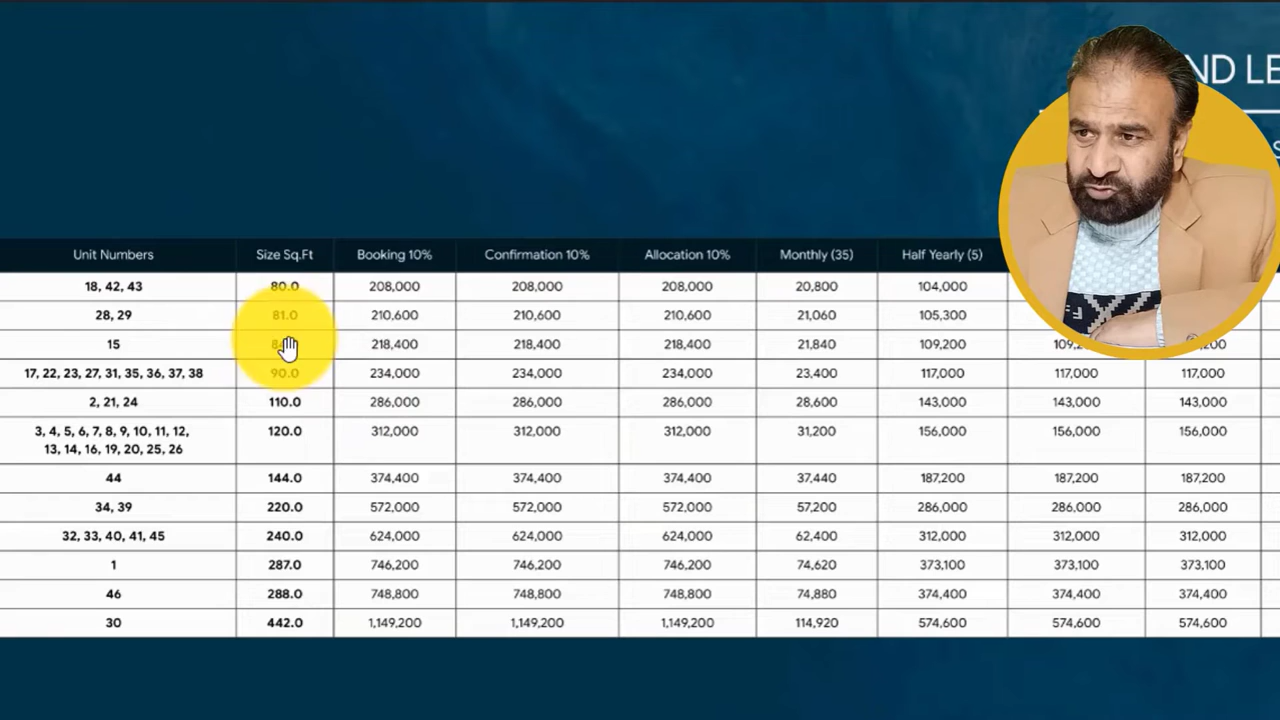 ND LE
S
Unit Numbers Size Sq.Ft Booking 10% Confirmation 10% Allocation 10% Monthly (35) Half Yearly (5)
18, 42, 43 80.0 208,000 208,000 208,000 20,800 104,000
28, 29 81.0 210,600 210,600 210,600 21,060 105,300
15 218,400 218,400 218,400 21,840 109,200
17, 22, 23, 27, 31, 35, 36, 37, 38 90.0 234,000 234,000 234,000 23,400 117,000 117,000 117,000
2, 21, 24 110.0 286,000 286,000 286,000 28,600 143,000 143,000 143,000
3, 4, 5, 6, 7, 8, 9, 10, 11, 12, 120.0 312,000 312,000 312,000 31,200 156,000 156,000 156,000
13, 14, 16, 19, 20, 25, 26
44 144.0 374,400 374,400 374,400 37,440 187,200 187,200 187,200
34, 39 220.0 572,000 572,000 572,000 57,200 286,000 286,000 286,000
32, 33, 40, 41, 45 240.0 624,000 624,000 624,000 62,400 312,000 312,000 312,000
1 287.0 746,200 746,200 746,200 74,620 373,100 373,100 373,100
46 288.0 748,800 748,800 748,800 74,880 374,400 374,400 374,400
30 442.0 1,149,200 1,149,200 1,149,200 114,920 574,600 574,600 574,600